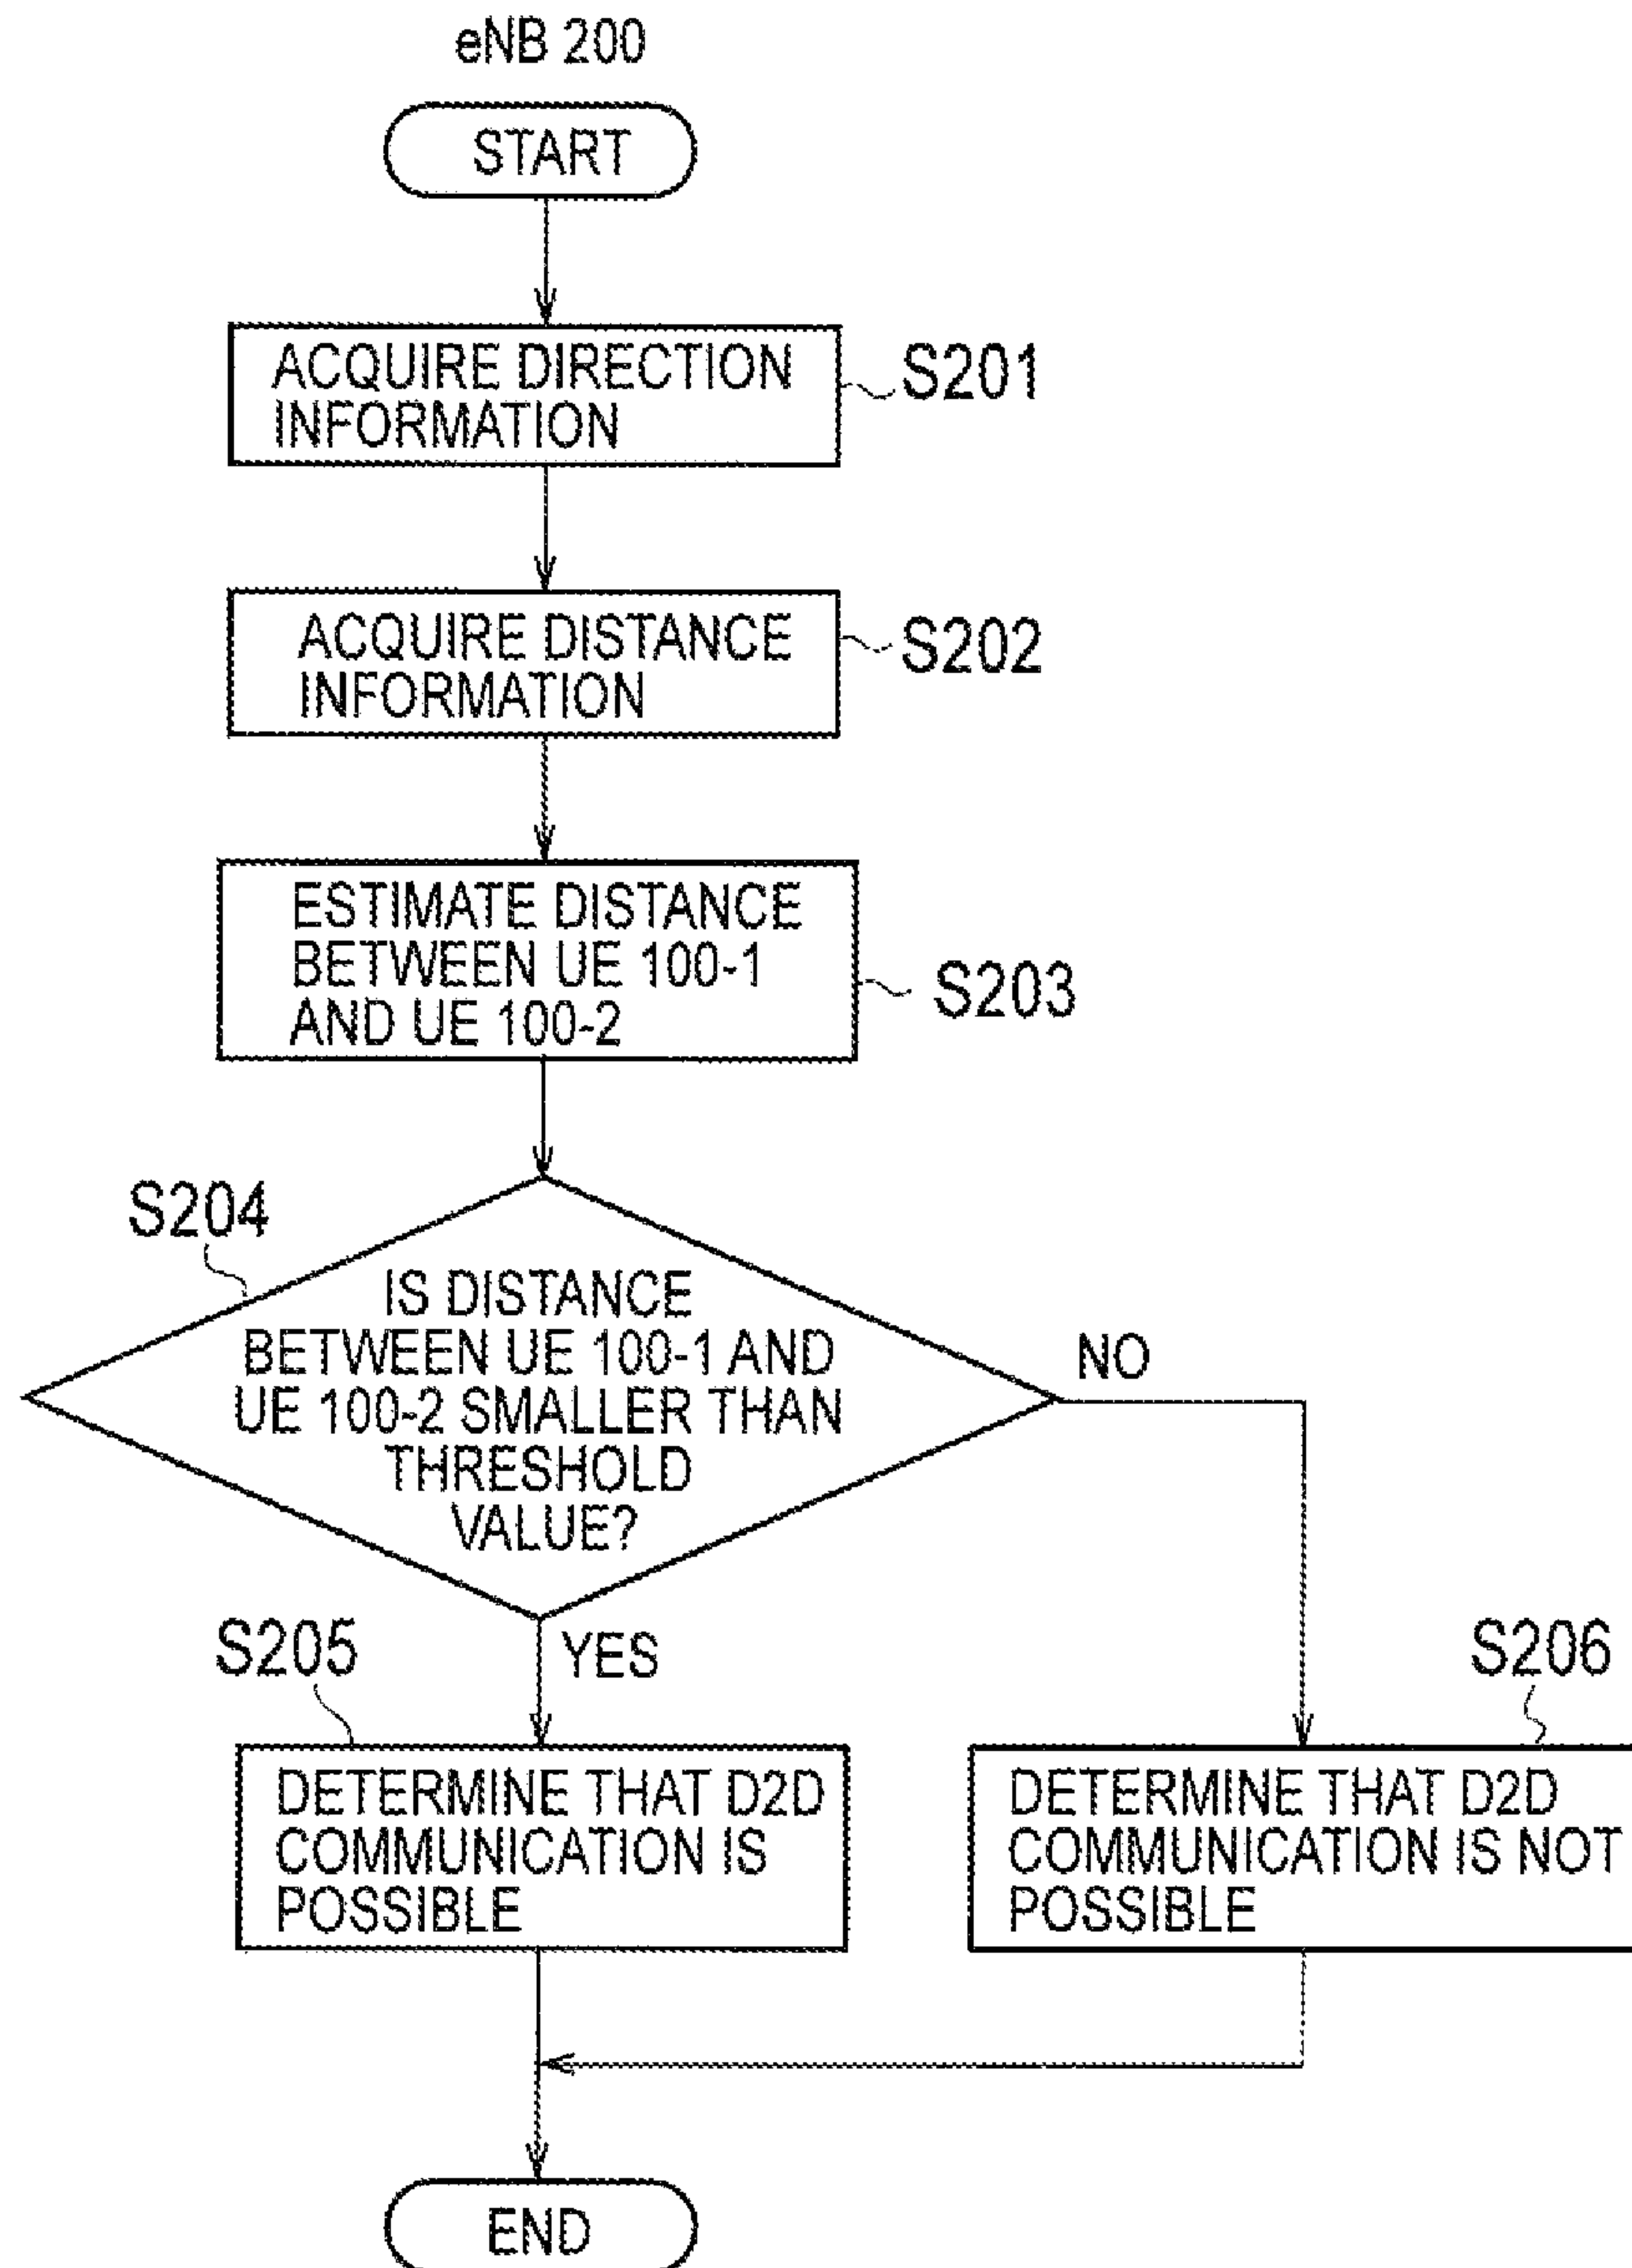 eNB 200
START
ACQUIRE DIRECTION
INFORMATION
S201
ACQUIRE DISTANCE
INFORMATION
S202
ESTIMATE DISTANCE
BETWEEN UE 100-1
AND UE 100-2
S203
S204
IS DISTANCE
BETWEEN UE 100-1 AND
UE 100-2 SMALLER THAN
THRESHOLD
VALUE?
NO
YES
S205
S206
DETERMINE THAT D2D
COMMUNICATION IS
POSSIBLE
DETERMINE THAT D2D
COMMUNICATION IS NOT
POSSIBLE
END